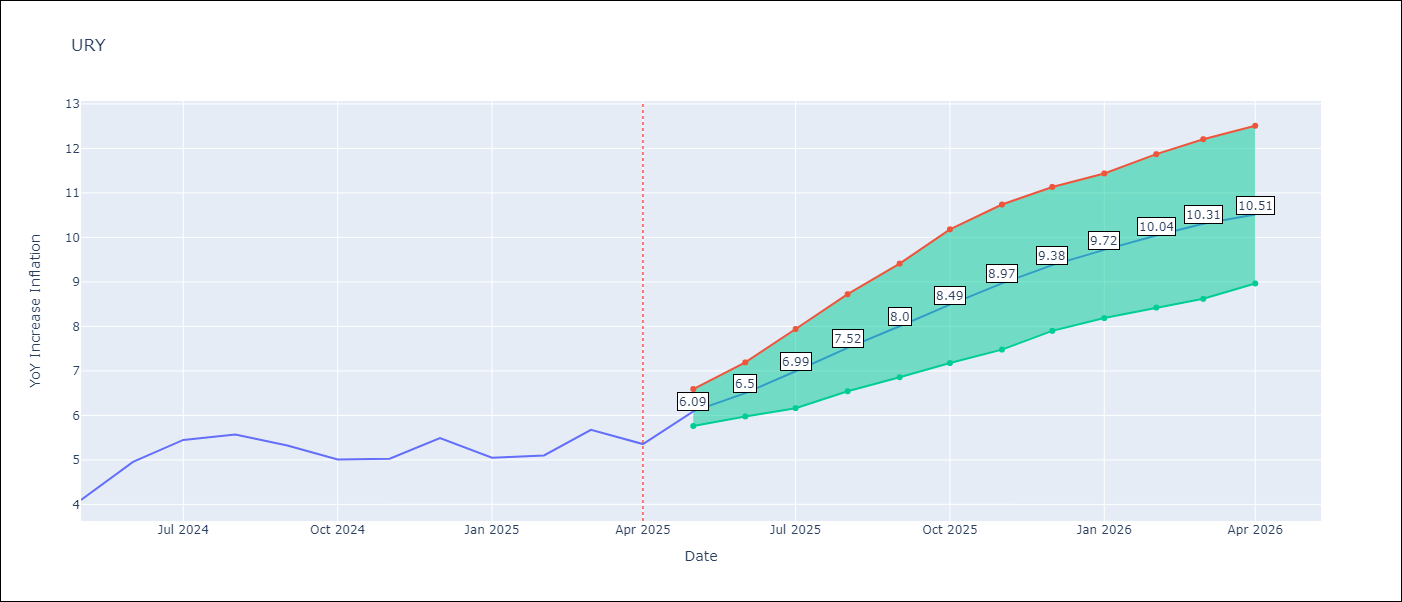 URY
YoY Increase Inflation
13
12
11
10
9
8
7
6
5
4
6.09
6.5
6.99
7.52
8.0
8.49
8.97
9.38
9.72
10.04
10.31
10.51
Jul 2024
Oct 2024
Jan 2025
Apr 2025
Jul 2025
Oct 2025
Jan 2026
Apr 2026
Date